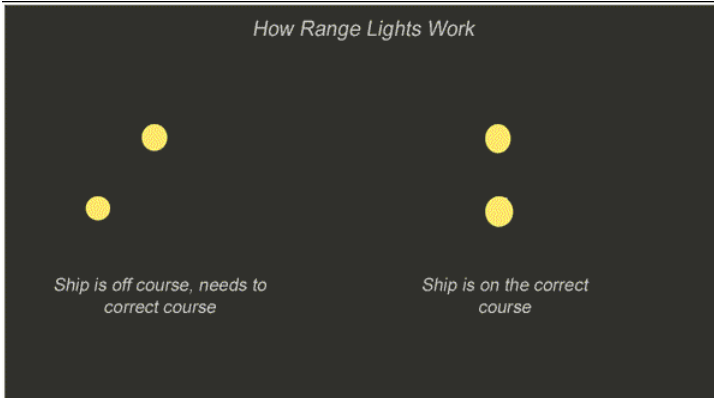 How Range Lights Work
Ship is off course, needs to
correct course
Ship is on the correct
course